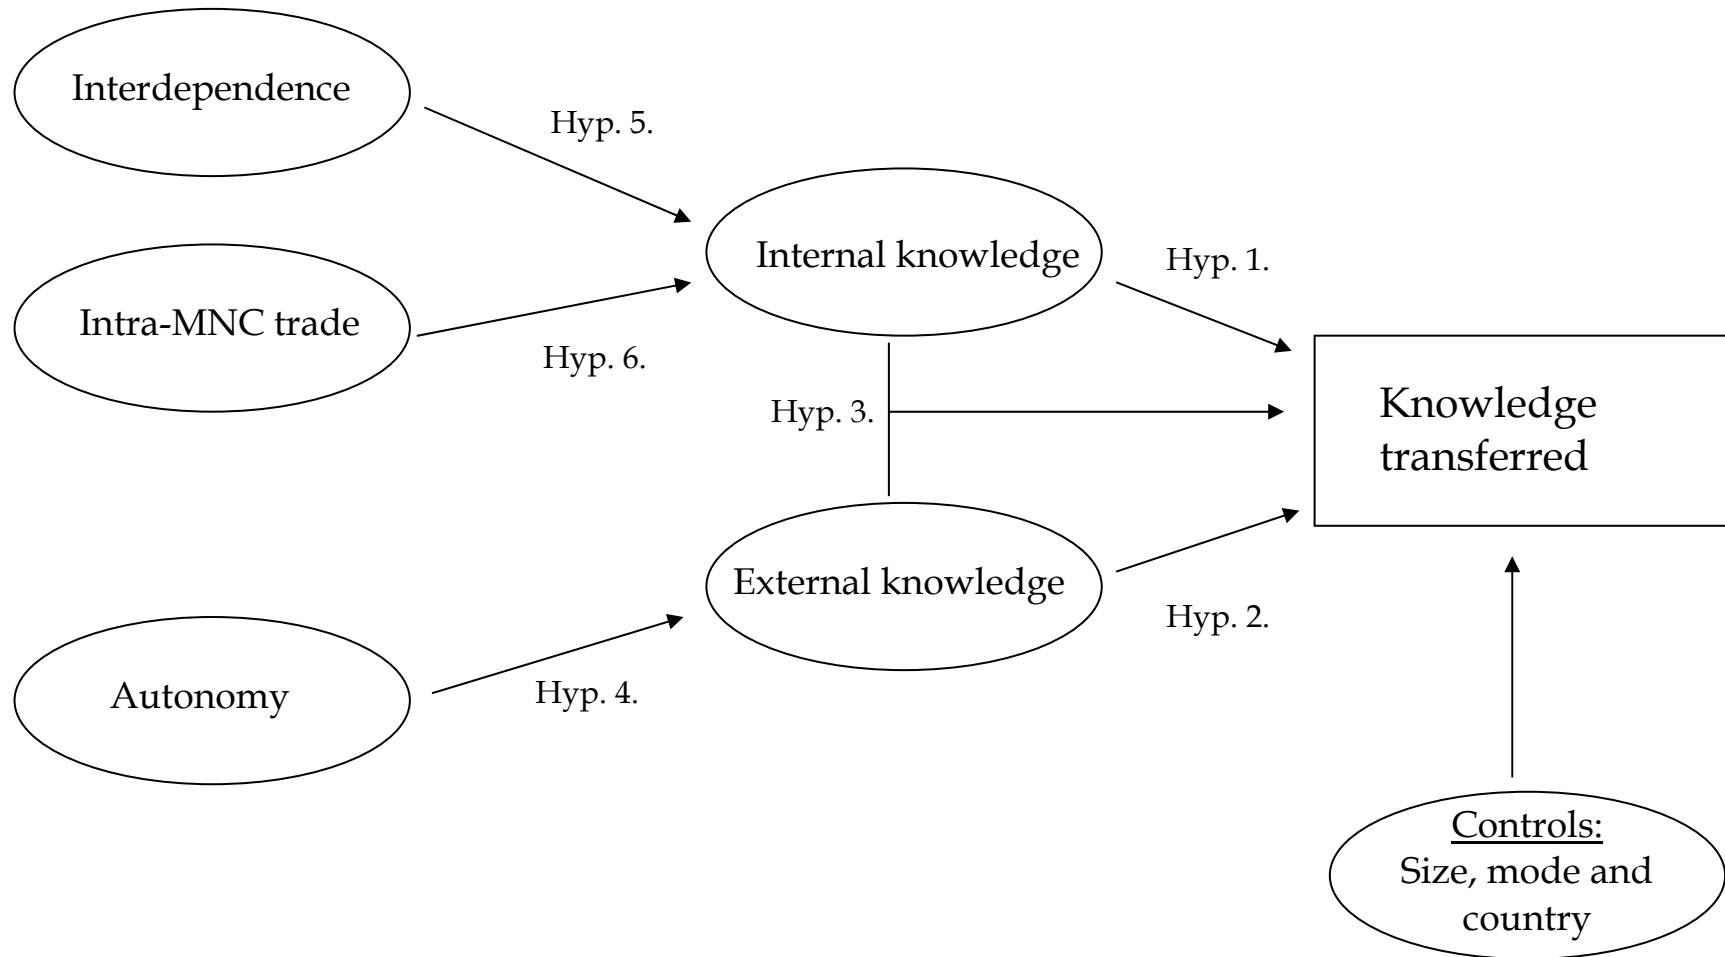 Interdependence
Hyp. 5.
Internal knowledge
Hyp. 1.
Intra-MNC trade
Hyp. 6.
Hyp. 3.
Knowledge
transferred
External knowledge
Hyp. 2.
Autonomy
Hyp. 4.
Controls:
Size, mode and
country